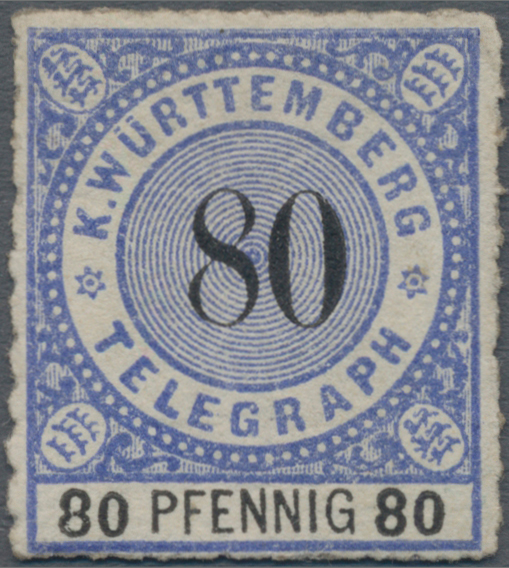 K. WÜRTTEMBERG
80
TELEGRAPH
80 PFENNIG 80